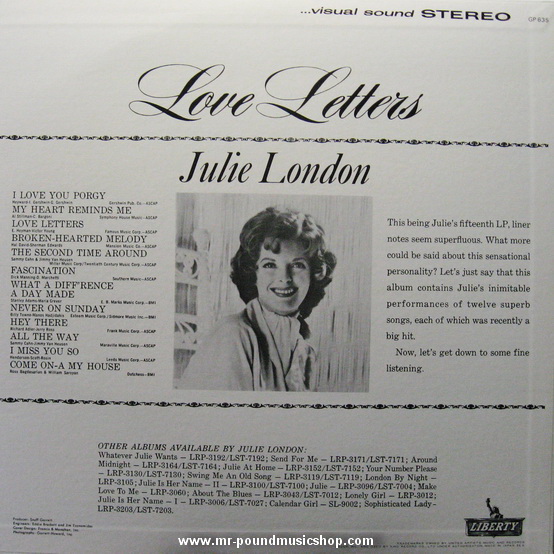 ...visual sound STEREO
Love Letters
Julie London
I LOVE YOU PORGY
MY HEART REMINDS ME
LOVE LETTERS
BROKEN-HEARTED MELODY
THE SECOND TIME AROUND
FASCINATION
WHAT A DIFF'RENCE
A DAY MADE
NEVER ON SUNDAY
HEY THERE
ALL THE WAY
I MISS YOU SO
COME ON-A MY HOUSE
This being Julie's fifteenth LP, liner
notes seem superfluous. What more
could be said about this sensational
personality? Let's just say that this
album contains Julie's inimitable
performances of twelve superb
songs, each of which was recently a
big hit.
Now, let's get down to some fine
listening.
OTHER ALBUMS AVAILABLE BY JULIE LONDON:
Whatever Julie Wants – LRP-3192/LST-7192; Send For Me – LRP-3171/LST-7171; Around
Midnight – LRP-3164/LST-7164; Julie At Home – LRP-3152/LST-7152; Your Number Please
– LRP-3130/LST-7130; Swing Me An Old Song – LRP-3119/LST-7119; London By Night –
LRP-3105; Julie Is Her Name – II – LRP-3100/LST-7100; Julie – LRP-3096/LST-7004; Make
Love To Me – LRP-3060; About The Blues – LRP-3043/LST-7012; Lonely Girl – LRP-3012;
Julie Is Her Name – I – LRP-3006/LST-7027; Calendar Girl – SL-9002; Sophisticated Lady-
LRP-3203/LST-7203.
LIBERTY
www.mr-poundmusicshop.com